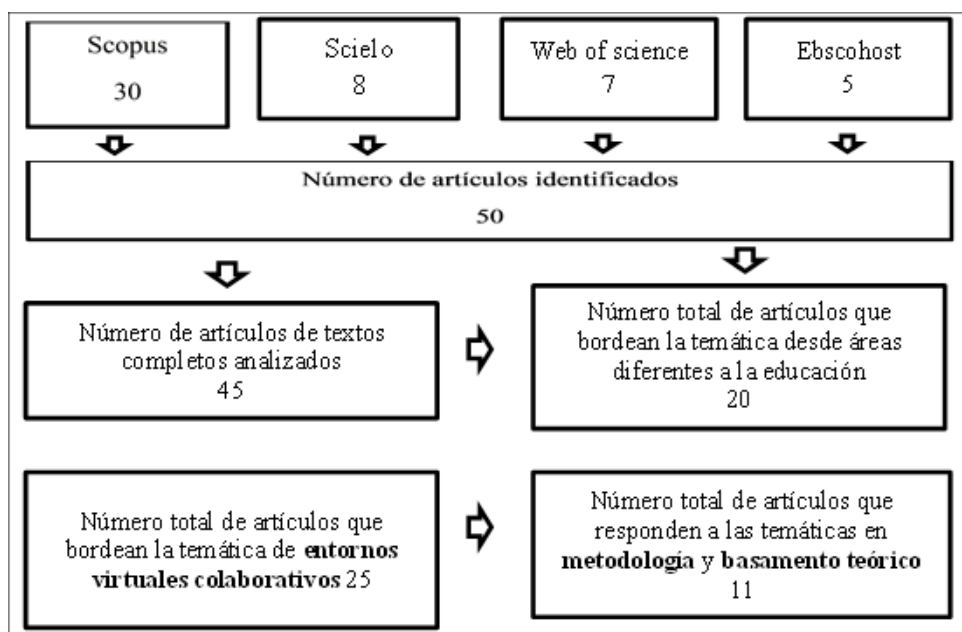 Scopus
30
Scielo
8
Web of science
7
Ebscohost
5
Número de artículos identificados
50
Número de artículos de textos
completos analizados
45
Número total de artículos que
bordean la temática desde áreas
diferentes a la educación
20
Número total de artículos que
bordean la temática de entornos
virtuales colaborativos 25
Número total de artículos que
responden a las temáticas en
metodología y basamento teórico
11